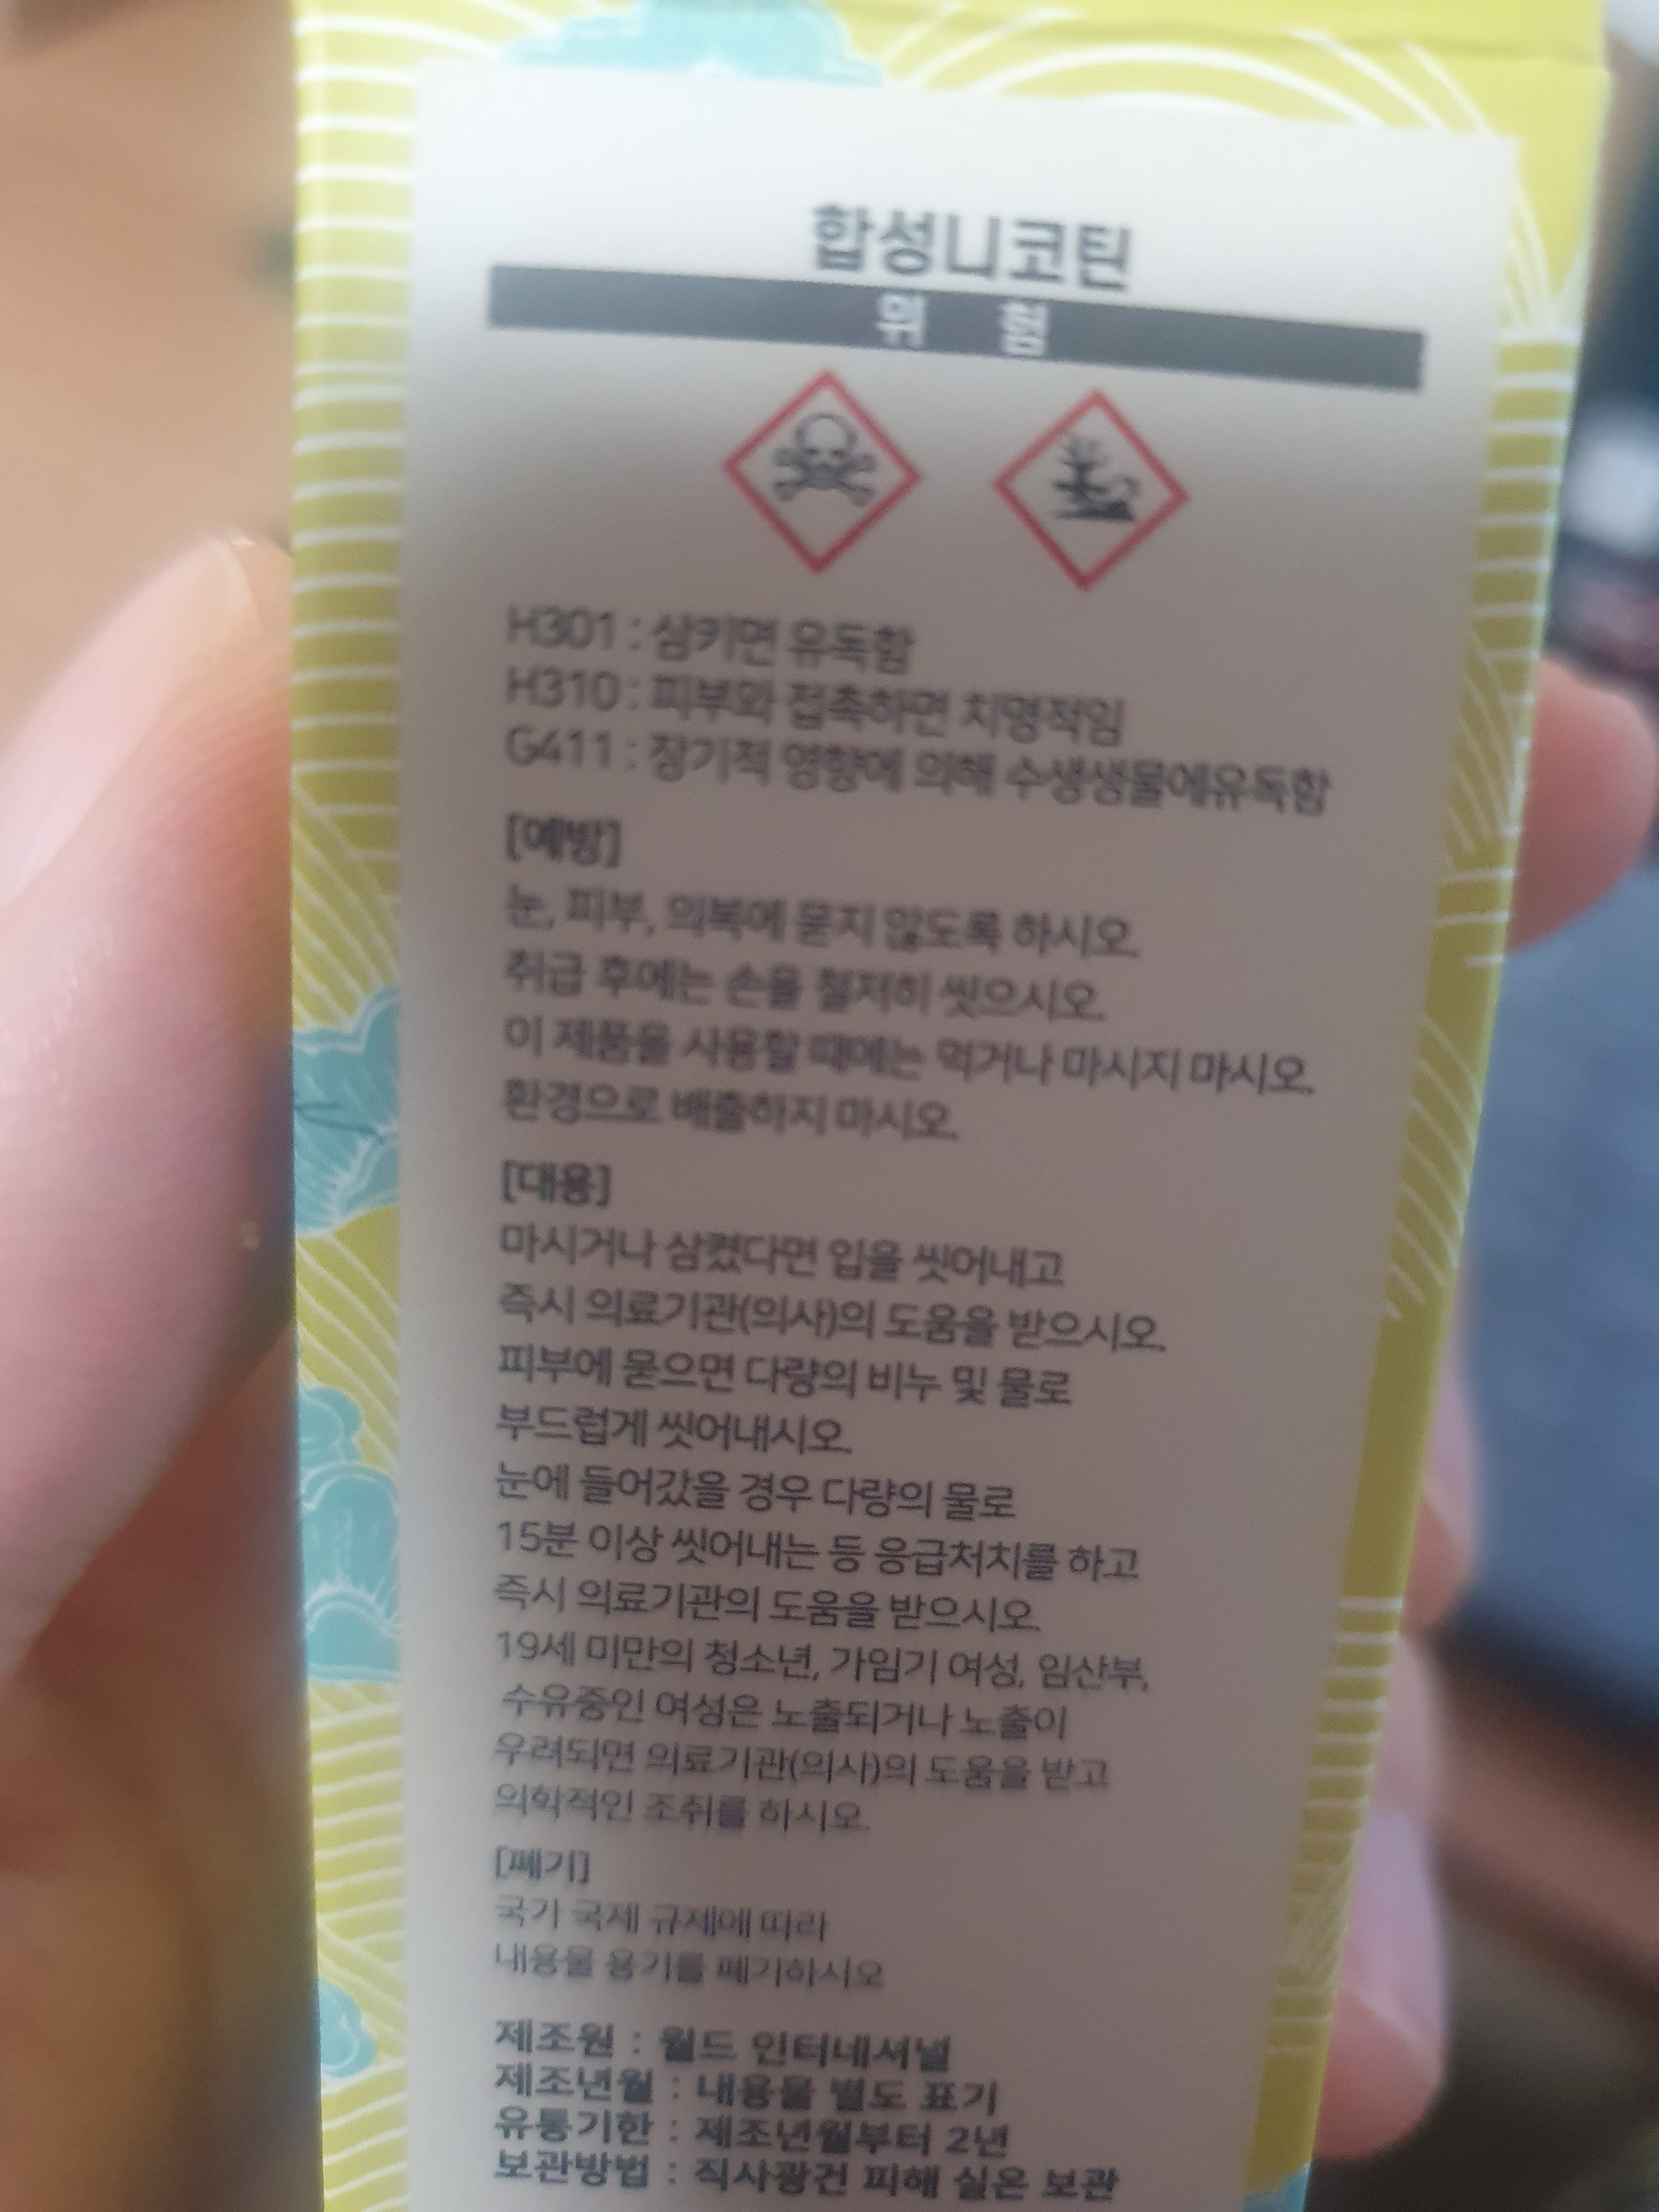 합성니코틴
위 험
H301 : 삼키면 유독함
H310 : 피부와 접촉하면 치명적임
G411 : 장기적 영향에 의해 수생생물에유독함
[예방]
눈, 피부, 의복에 묻지 않도록 하시오.
취급 후에는 손을 철저히 씻으시오.
이 제품을 사용할 때에는 먹거나 마시지 마시오.
환경으로 배출하지 마시오.
[대용]
마시거나 삼켰다면 입을 씻어내고
즉시 의료기관(의사)의 도움을 받으시오.
피부에 묻으면 다량의 비누 및 물로
부드럽게 씻어내시오.
눈에 들어갔을 경우 다량의 물로
15분 이상 씻어내는 등 응급처치를 하고
즉시 의료기관의 도움을 받으시오.
19세 미만의 청소년, 가임기 여성, 임산부,
수유중인 여성은 노출되거나 노출이
우려되면 의료기관(의사)의 도움을 받고
의학적인 조취를 하시오.
[폐기]
국가 국제 규제에 따라
내용물 용기를 폐기하시오
제조원 : 월드 인터네셔널
제조년월 : 내용물 별도 표기
유통기한 : 제조년월부터 2년
보관방법 : 직사광건 피해 실온 보관